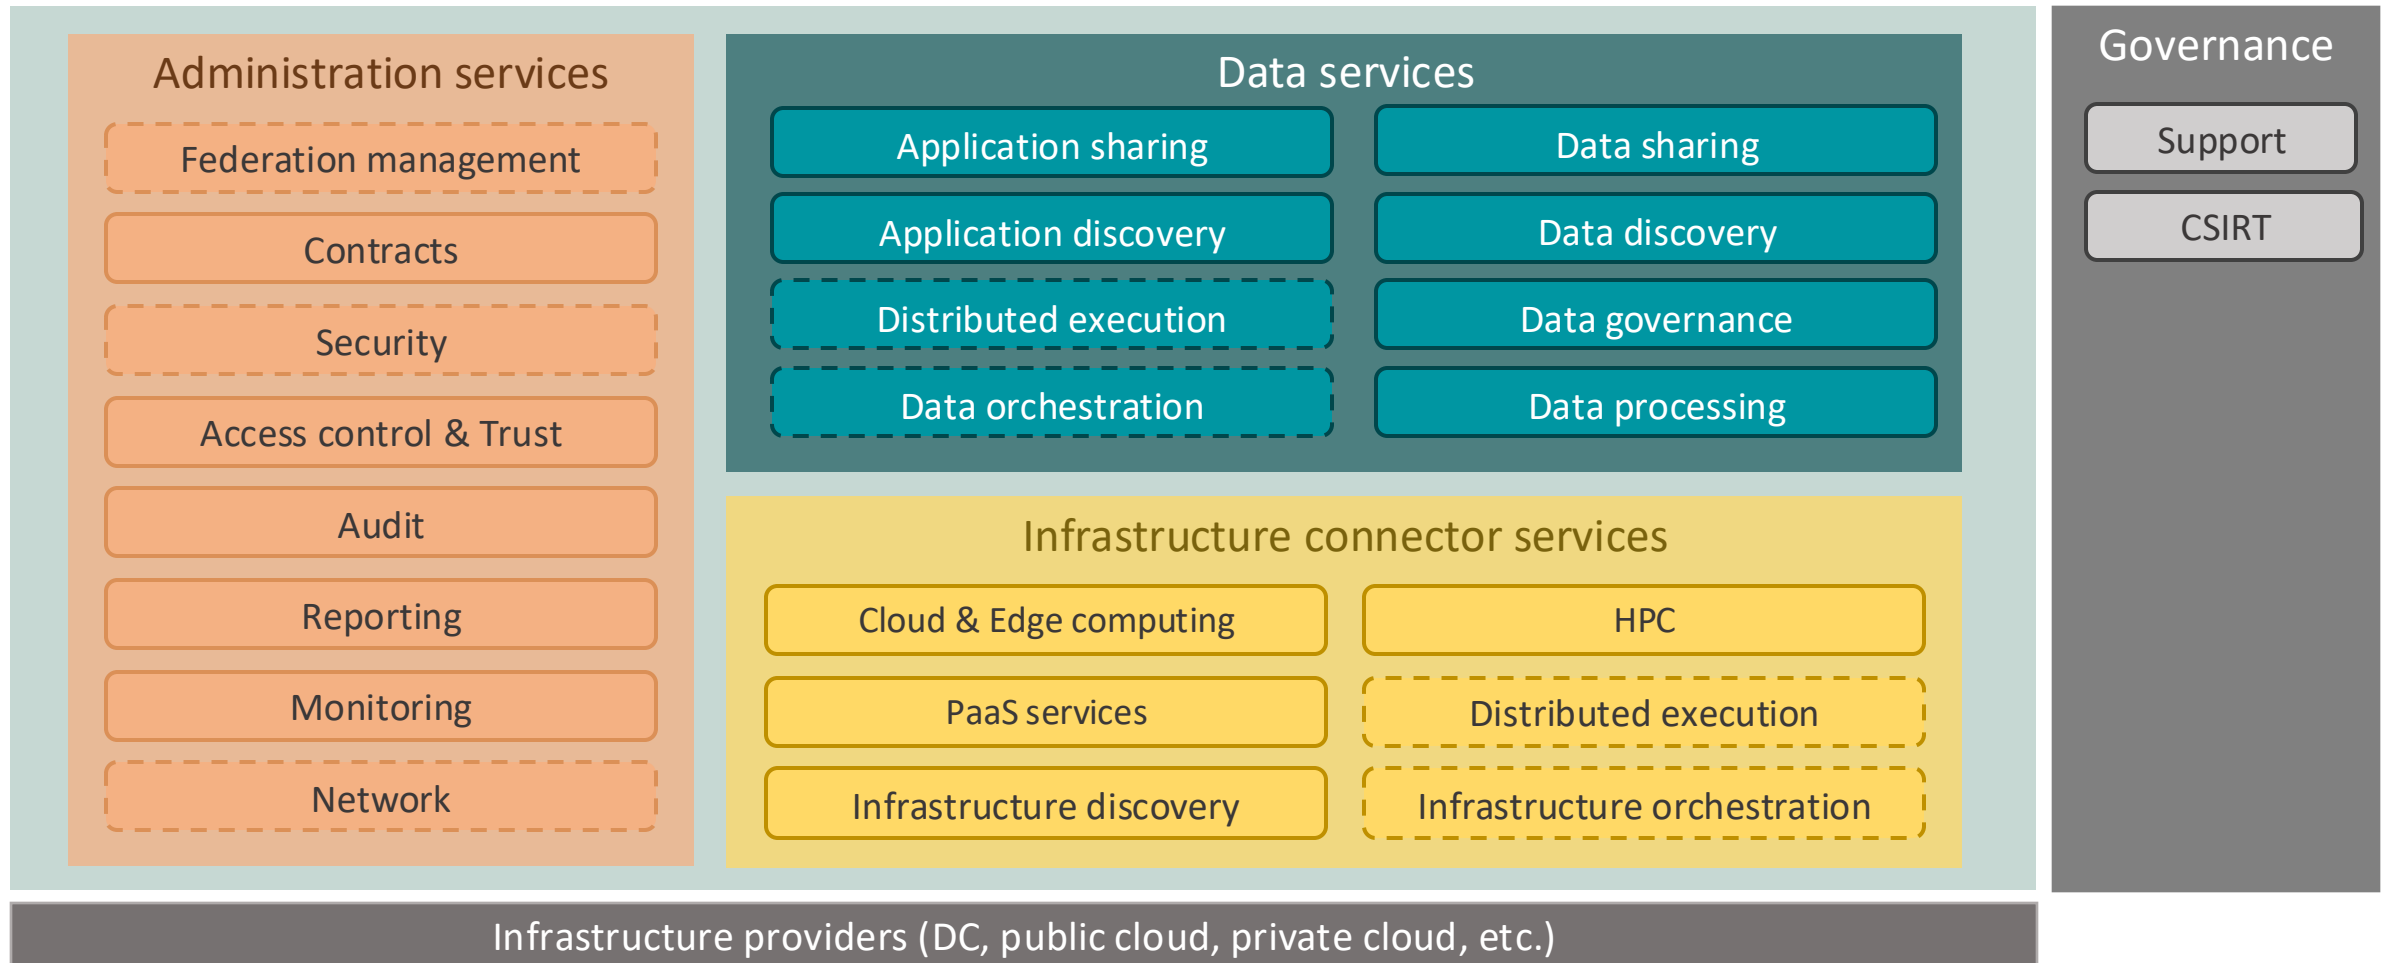 Administration services
Federation management
Contracts
Security
Access control & Trust
Audit
Reporting
Monitoring
Network
Data services
Application sharing
Data sharing
Application discovery
Data discovery
Distributed execution
Data governance
Data orchestration
Data processing
Infrastructure connector services
Cloud & Edge computing
HPC
PaaS services
Distributed execution
Infrastructure discovery
Infrastructure orchestration
Governance
Support
CSIRT
Infrastructure providers (DC, public cloud, private cloud, etc.)